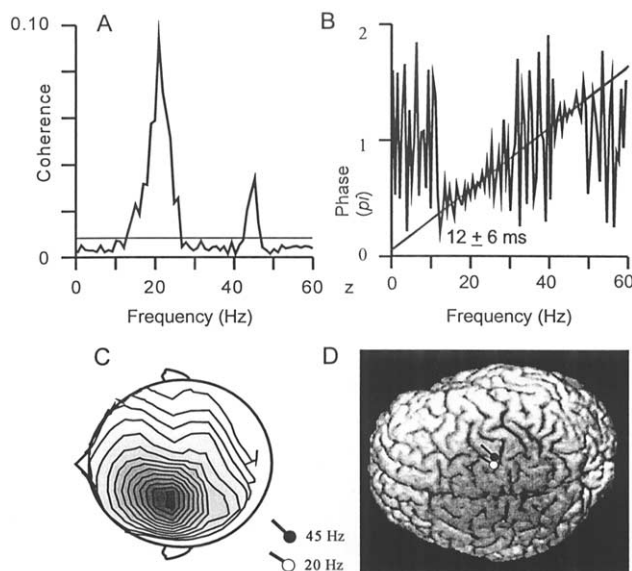 A
0.10
Coherence
0
0 20 40 60
Frequency (Hz)
B
2
1
0
Phase
(pi)
12 ± 6 ms
z
0 20 40 60
Frequency (Hz)
C
45 Hz
20 Hz
D